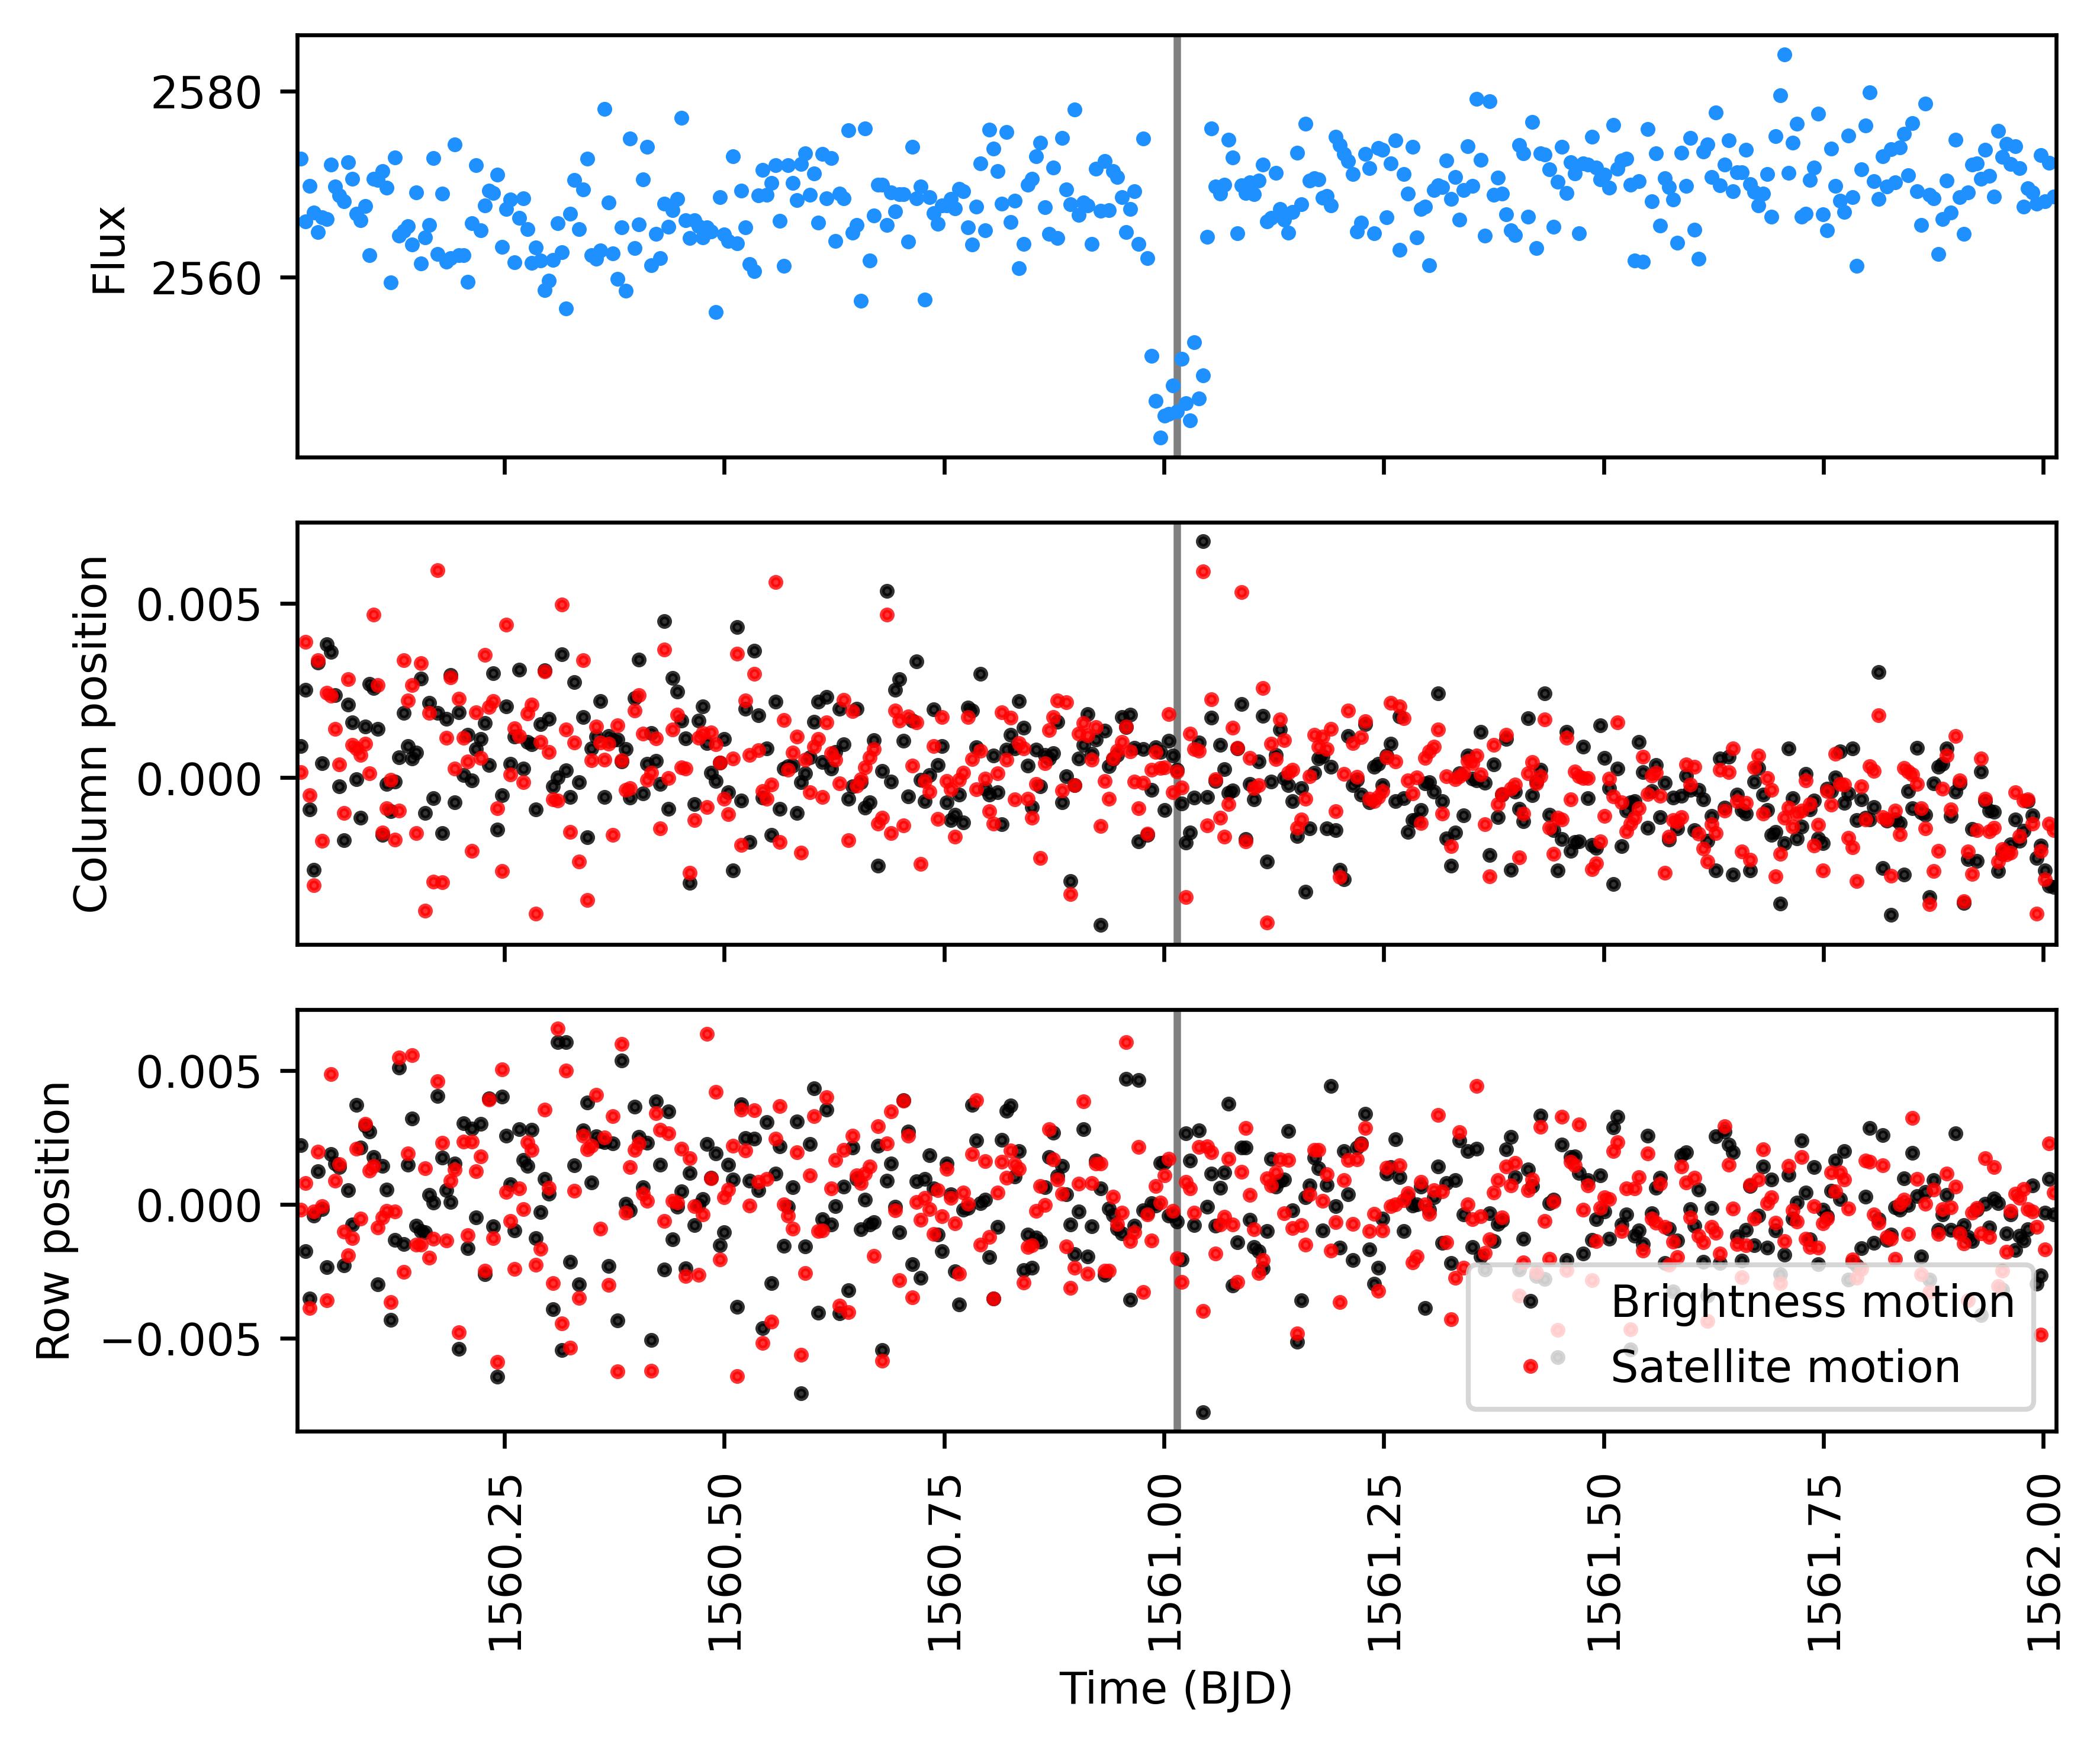 Flux
2580
2560
Column position
0.005
0.000
Row position
0.005
0.000
−0.005
Brightness motion
Satellite motion
1560.25
1560.50
1560.75
1561.00
1561.25
1561.50
1561.75
1562.00
Time (BJD)